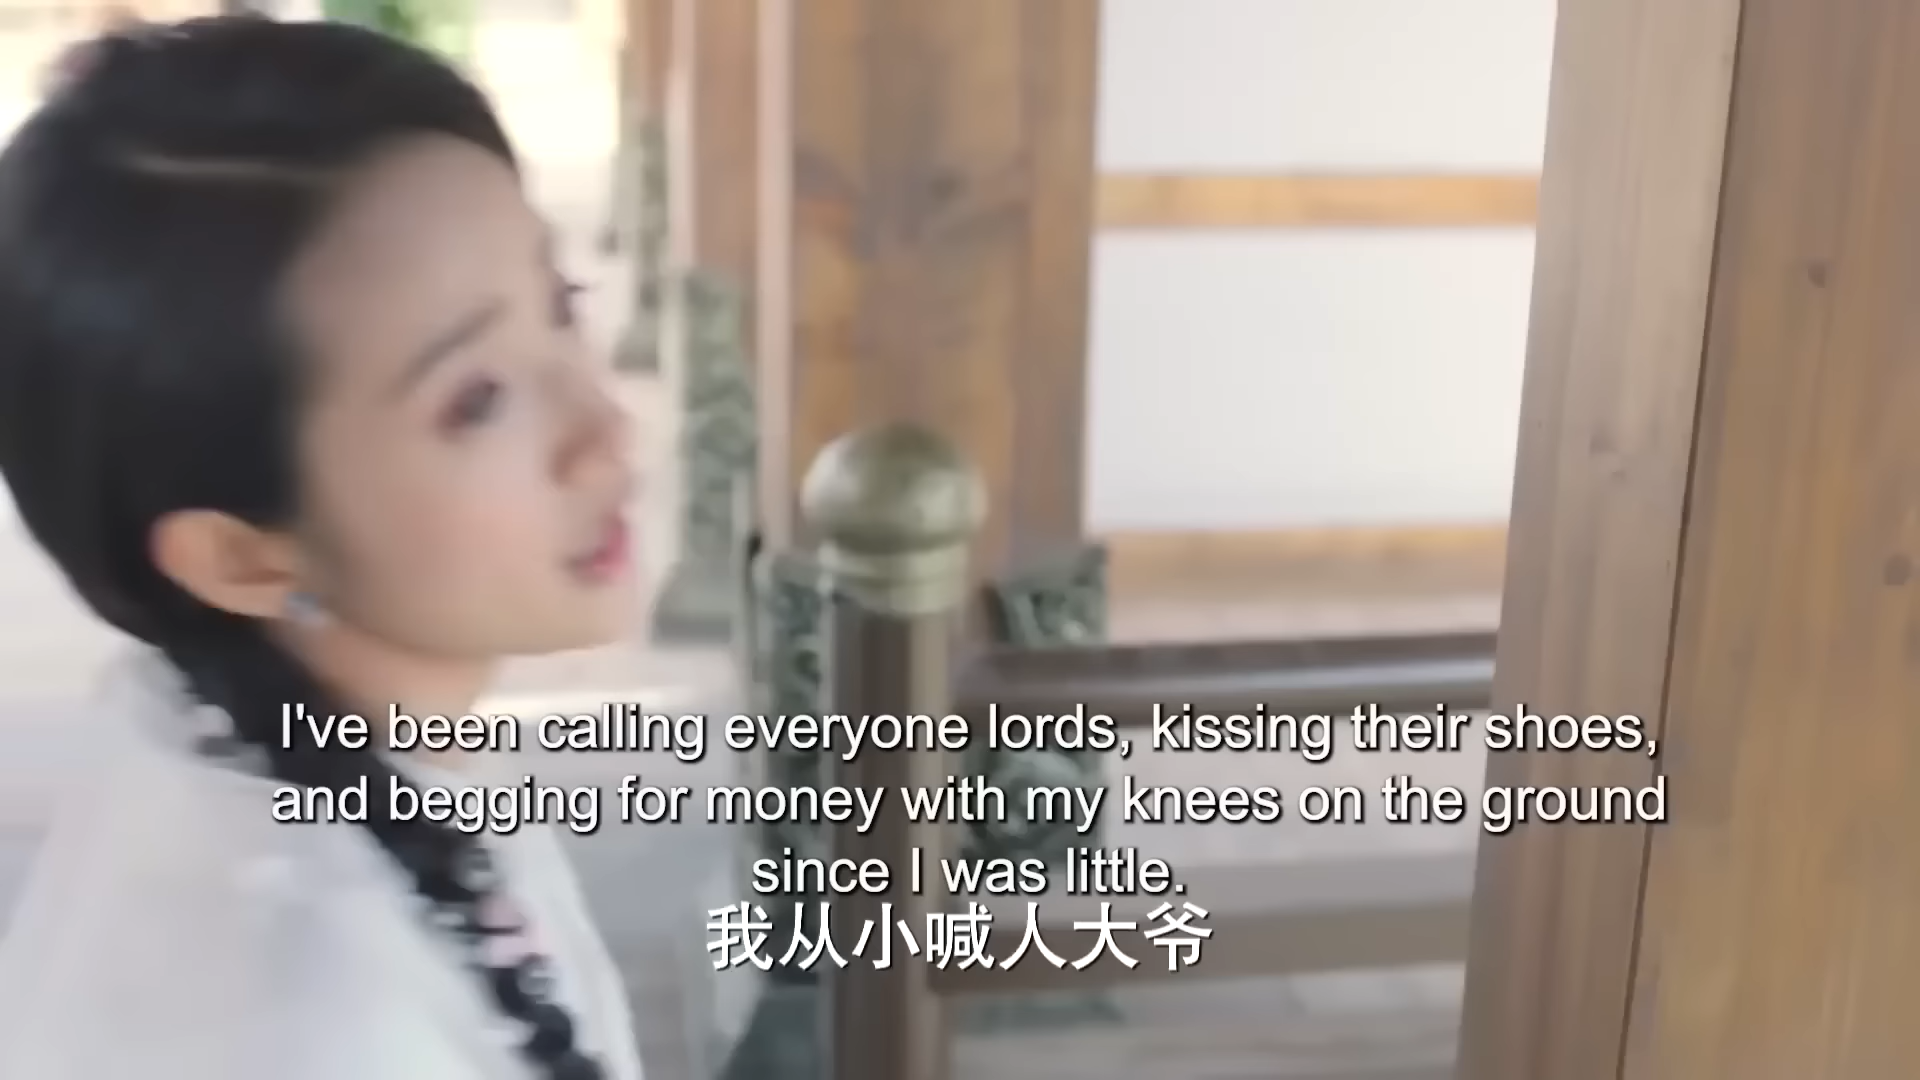 I've been calling everyone lords, kissing their shoes,
and begging for money with my knees on the ground
since I was little.
我从小喊人大爷